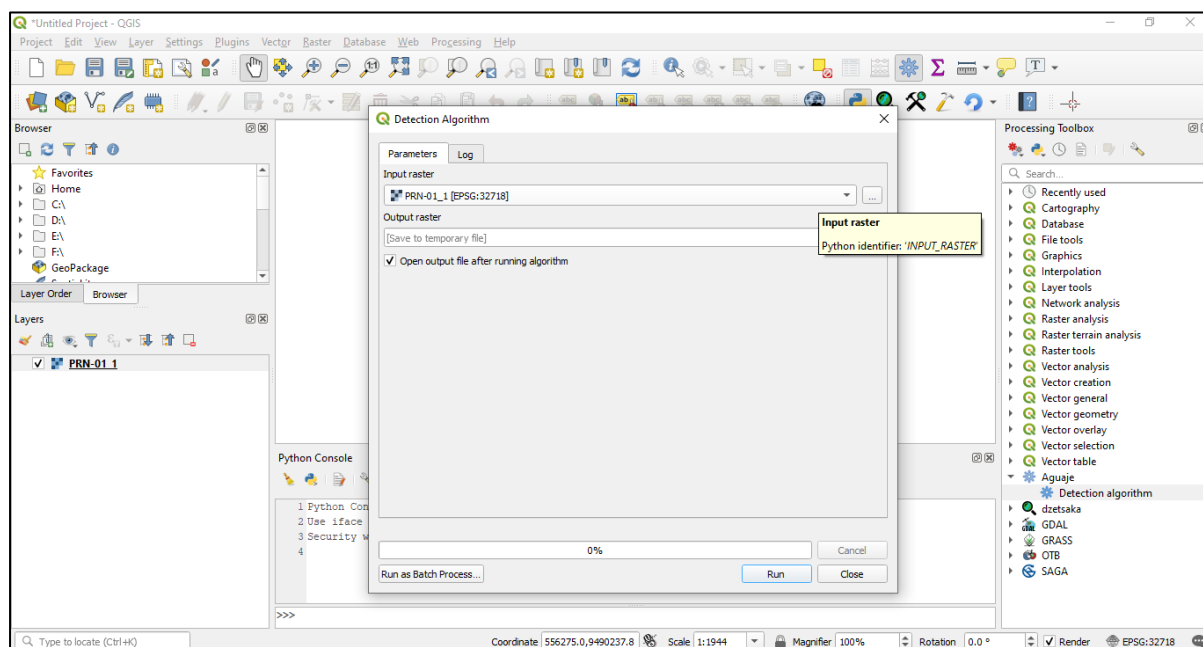 *Untitled Project - QGIS
Project Edit View Layer Settings Plugins Vector Raster Database Web Processing Help
Browser
Favorites
Home
C:\
D:\
E:\
F:\
GeoPackage
Layer Order Browser
Layers
PRN-01_1
Detection Algorithm
Parameters Log
Input raster
PRN-01_1 [EPSG:32718]
...
Output raster
[Save to temporary file]
Open output file after running algorithm
Input raster
Python identifier: 'INPUT_RASTER'
0%
Cancel
Run as Batch Process...
Run
Close
Python Console
1 Python Con
2 Use iface
3 Security w
4
>>>
Processing Toolbox
Search...
Recently used
Cartography
Database
File tools
Graphics
Interpolation
Layer tools
Network analysis
Raster analysis
Raster terrain analysis
Raster tools
Vector analysis
Vector creation
Vector general
Vector geometry
Vector overlay
Vector selection
Vector table
Aguaje
Detection algorithm
dzetsaka
GDAL
GRASS
OTB
SAGA
Type to locate (Ctrl+K)
Coordinate 556275.0,9490237.8 Scale 1:1944 Magnifier 100% Rotation 0.0 ° Render EPSG:32718